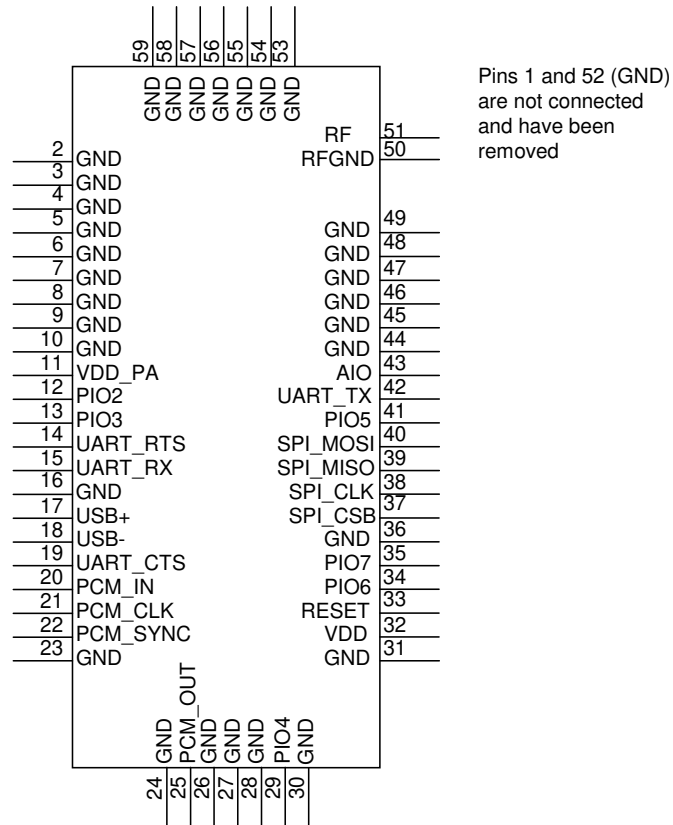 59 58 57 56 55 54 53
GND GND GND GND GND GND GND
Pins 1 and 52 (GND)
are not connected
and have been
removed
RF 51
2 GND
RFGND 50
3 GND
4 GND
5 GND
GND 49
6 GND
GND 48
7 GND
GND 47
8 GND
GND 46
9 GND
GND 45
10 GND
GND 44
11 VDD_PA
AIO 43
12 PIO2
UART_TX 42
13 PIO3
PIO5 41
14 UART_RTS
SPI_MOSI 40
15 UART_RX
SPI_MISO 39
16 GND
SPI_CLK 38
17 USB+
SPI_CSB 37
18 USB-
GND 36
19 UART_CTS
PIO7 35
20 PCM_IN
PIO6 34
21 PCM_CLK
RESET 33
22 PCM_SYNC
VDD 32
23 GND
GND 31
GND PCM_OUT GND GND GND PIO4 GND
24 25 26 27 28 29 30